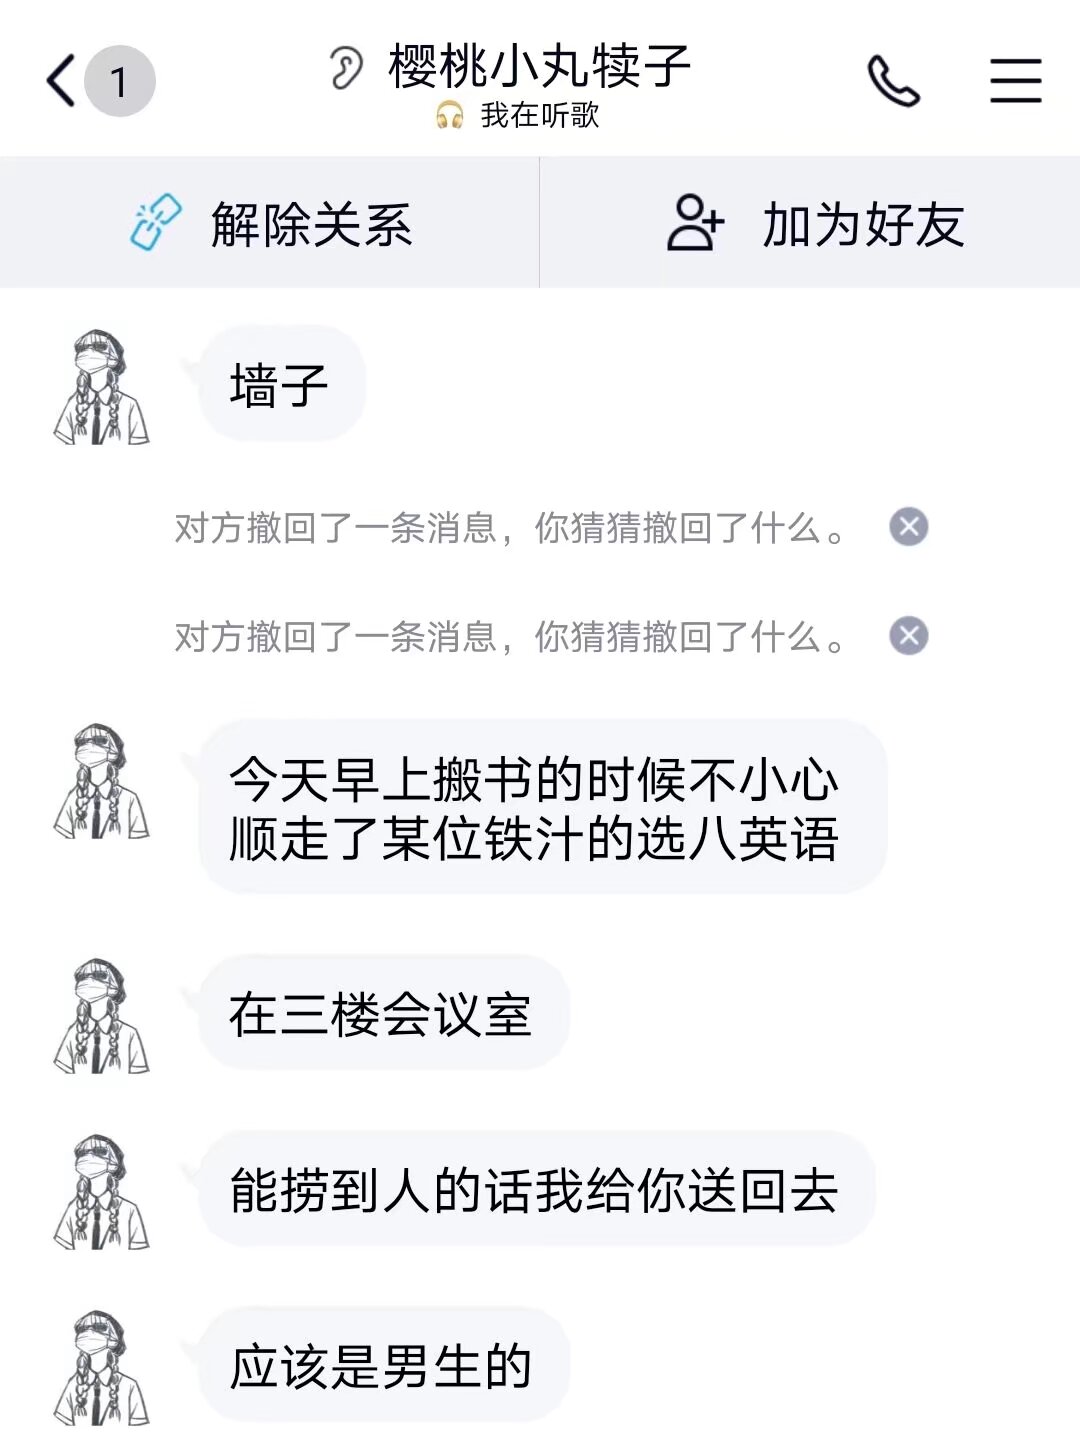 1
樱桃小丸犊子
我在听歌
解除关系
加为好友
墙子
对方撤回了一条消息，你猜猜撤回了什么。
对方撤回了一条消息，你猜猜撤回了什么。
今天早上搬书的时候不小心
顺走了某位铁汁的选八英语
在三楼会议室
能捞到人的话我给你送回去
应该是男生的